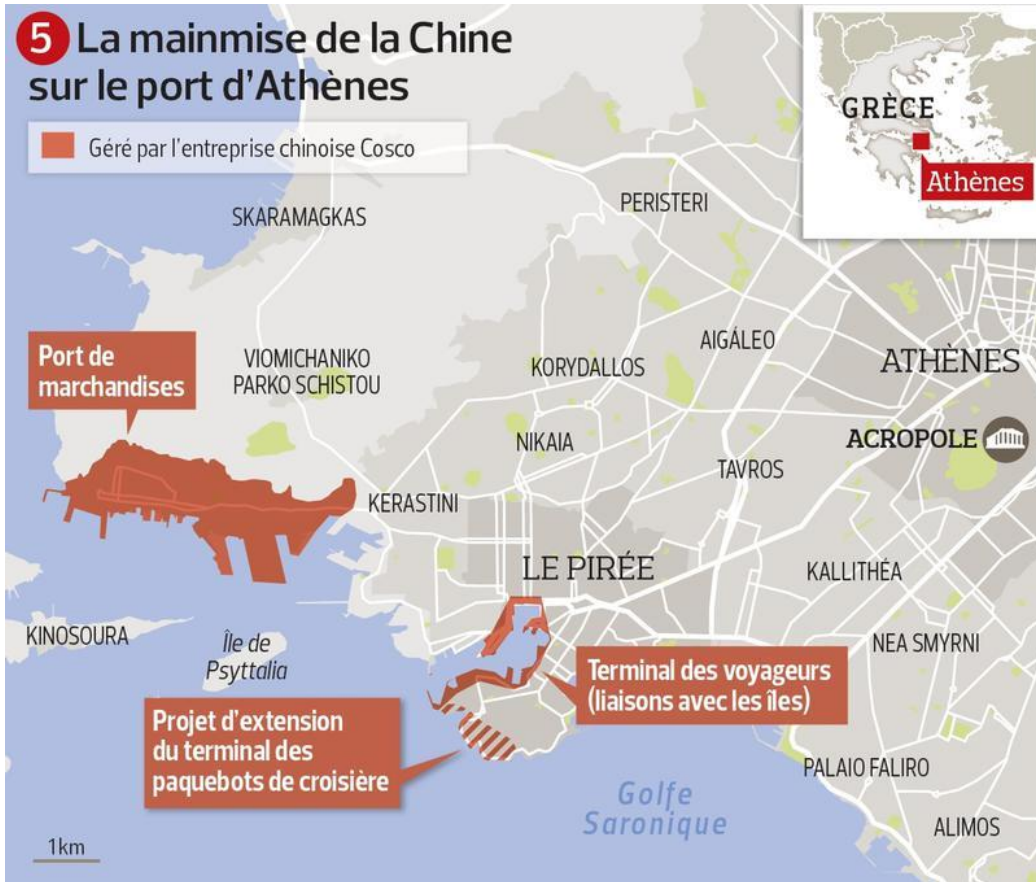 5 La mainmise de la Chine
sur le port d'Athènes
Géré par l'entreprise chinoise Cosco
GRÈCE
Athènes
SKARAMAGKAS
PERISTERI
Port de
marchandises
VIOMICHANIKO
PARKO SCHISTOU
KORYDALLOS
AIGÁLEO
ATHÈNES
NIKAIA
ACROPOLE
TAVROS
KERASTINI
LE PIRÉE
KALLITHÉA
KINOSOURA
Île de
Psyttalia
NEA SMYRNI
Terminal des voyageurs
(liaisons avec les îles)
Projet d'extension
du terminal des
paquebots de croisière
PALAIO FALIRO
Golfe
Saronique
ALIMOS
1km